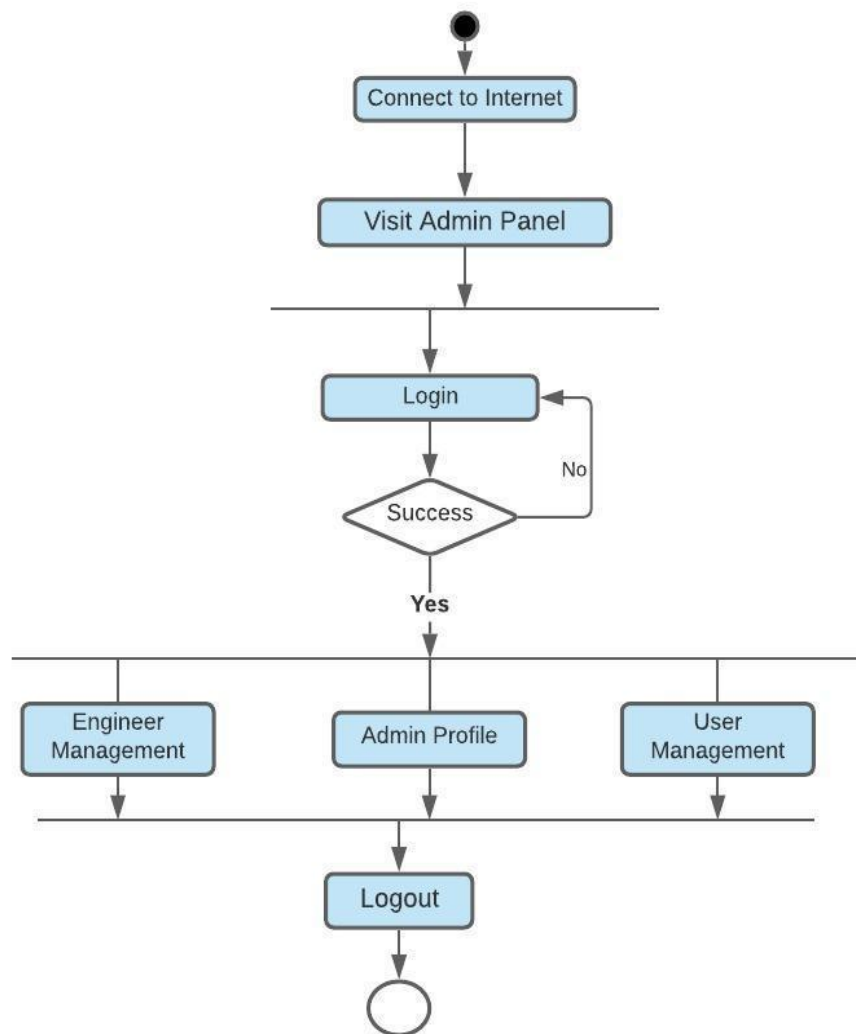 Connect to Internet
Visit Admin Panel
Login
No
Success
Yes
Engineer
Management
Admin Profile
User
Management
Logout